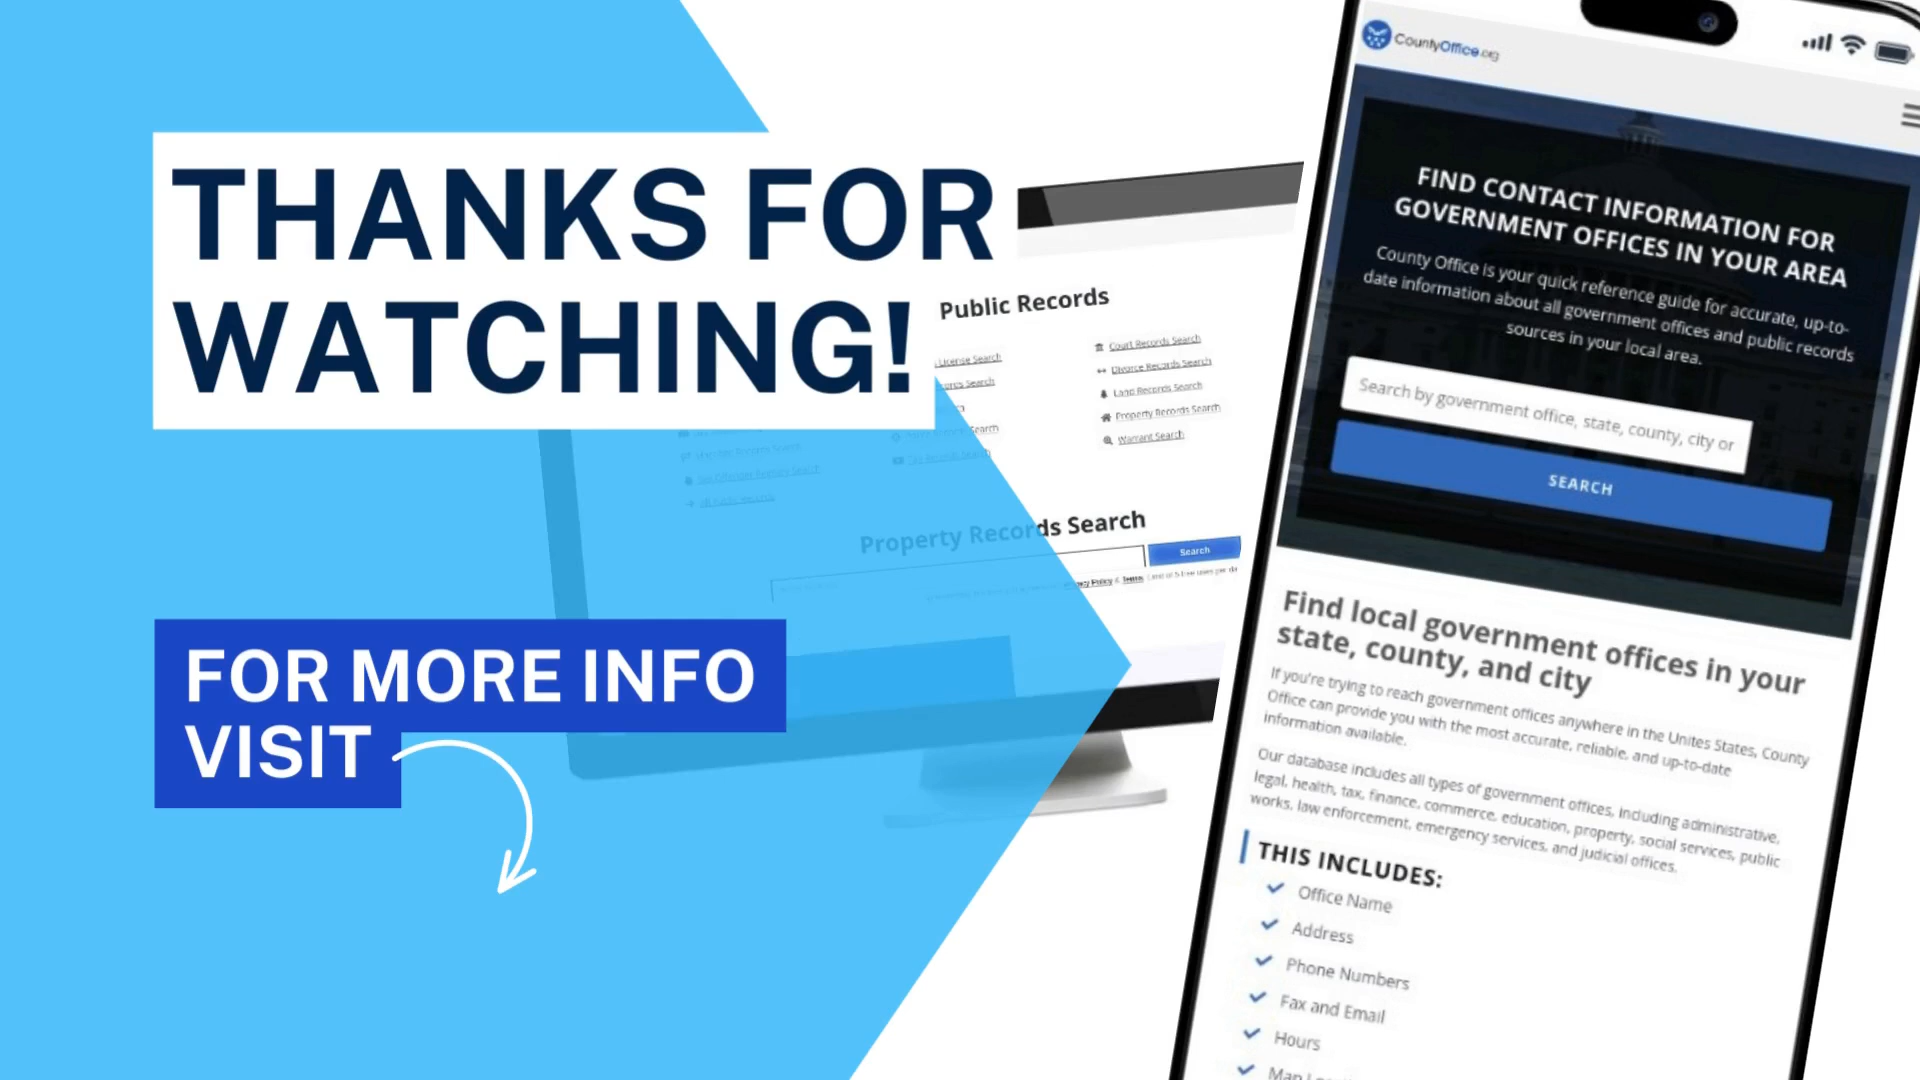 THANKS FOR
WATCHING!
FOR MORE INFO
VISIT
Public Records
License Search
Search
Search
Court Records Search
Divorce Records Search
Land Records Search
Property Records Search
Warrant Search
Property Records Search
Search
CountyOffice.org
FIND CONTACT INFORMATION FOR
GOVERNMENT OFFICES IN YOUR AREA
County Office is your quick reference guide for accurate, up-to-
date information about all government offices and public records
sources in your local area.
Search by government office, state, county, city or
SEARCH
Find local government offices in your
state, county, and city
If you're trying to reach government offices anywhere in the Unites States, County
Office can provide you with the most accurate, reliable, and up-to-date
information available.
Our database includes all types of government offices, including administrative,
legal, health, tax, finance, commerce, education, property, social services, public
works, law enforcement, emergency services, and judicial offices.
THIS INCLUDES:
Office Name
Address
Phone Numbers
Fax and Email
Hours